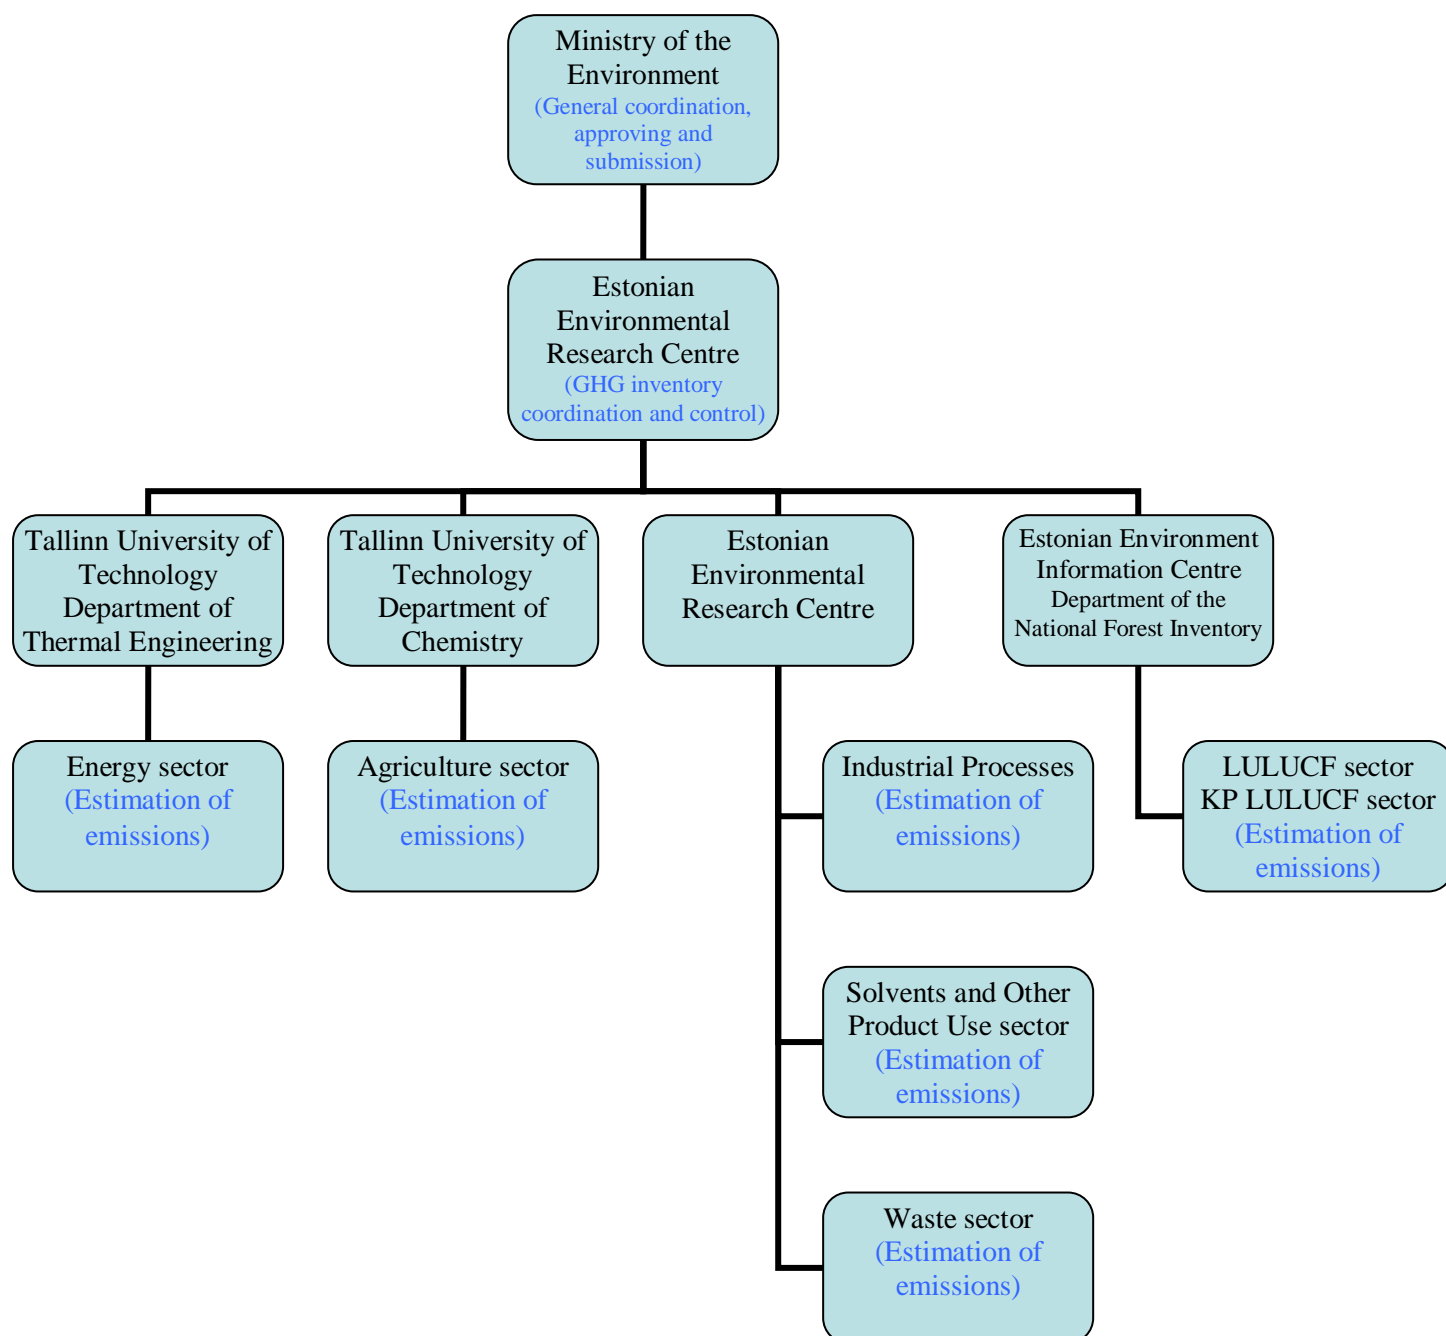 Ministry of the
Environment
(General coordination,
approving and
submission)
Estonian
Environmental
Research Centre
(GHG inventory
coordination and control)
Tallinn University of
Technology
Department of
Thermal Engineering
Tallinn University of
Technology
Department of
Chemistry
Estonian
Environmental
Research Centre
Estonian Environment
Information Centre
Department of the
National Forest Inventory
Energy sector
(Estimation of
emissions)
Agriculture sector
(Estimation of
emissions)
Industrial Processes
(Estimation of
emissions)
LULUCF sector
KP LULUCF sector
(Estimation of
emissions)
Solvents and Other
Product Use sector
(Estimation of
emissions)
Waste sector
(Estimation of
emissions)